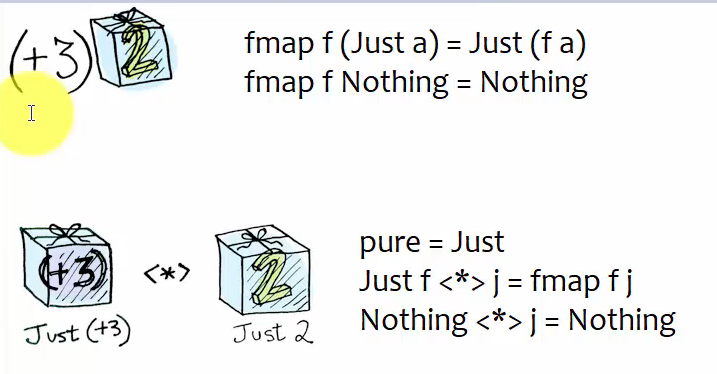 (+3) 2
fmap f (Just a) = Just (f a)
fmap f Nothing = Nothing
(+3) <*> 2
Just (+3)
Just 2
pure = Just
Just f <*> j = fmap f j
Nothing <*> j = Nothing